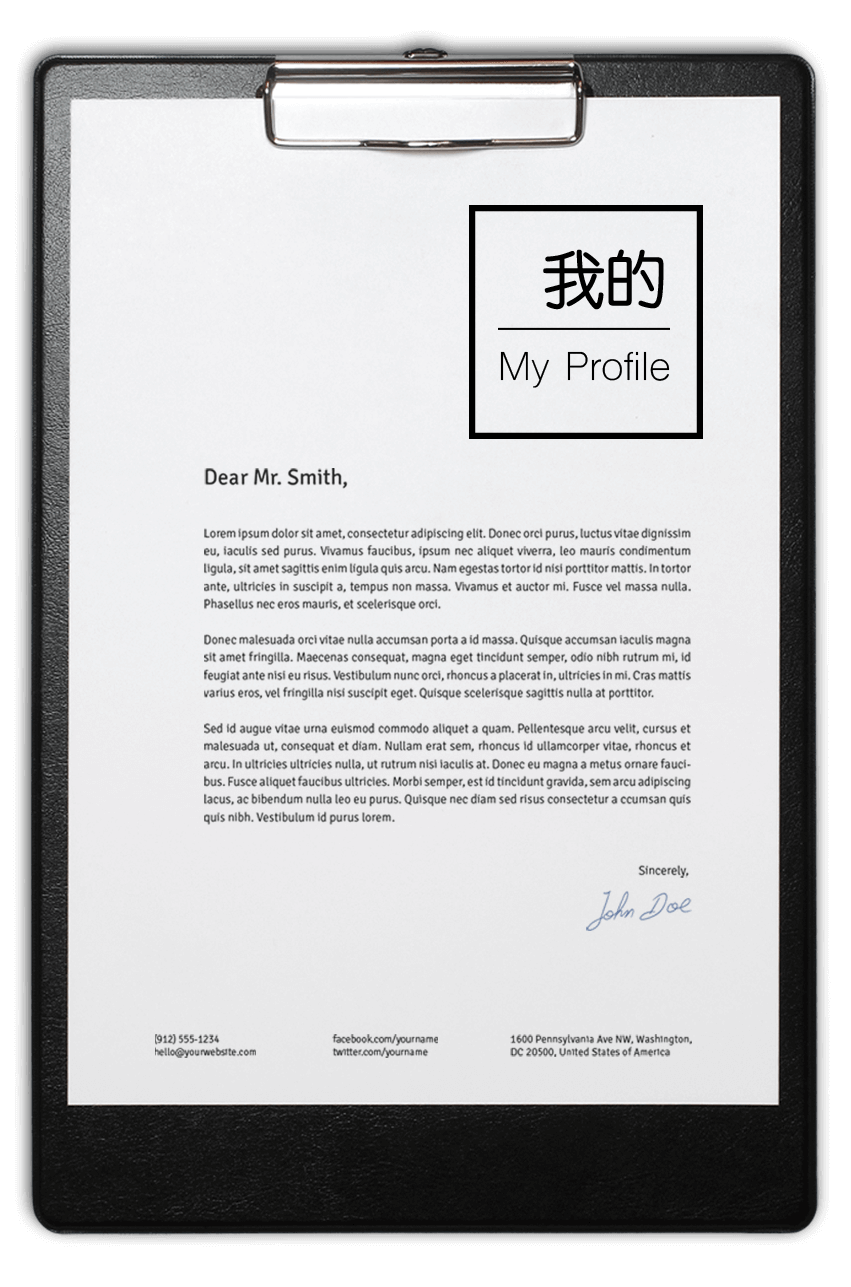 我的
My Profile
Dear Mr. Smith,
Lorem ipsum dolor sit amet, consectetur adipiscing elit. Donec orci purus, luctus vitae dignissim
eu, iaculis sed purus. Vivamus faucibus, ipsum nec aliquet viverra, leo mauris condimentum
ligula, sit amet sagittis enim ligula quis arcu. Nam egestas tortor id nisi porttitor mattis. In tortor
ante, ultricies in suscipit a, tempus non massa. Vivamus et auctor mi. Fusce vel massa nulla.
Phasellus nec eros mauris, et scelerisque orci.
Donec malesuada orci vitae nulla accumsan porta a id massa. Quisque accumsan iaculis magna
sit amet fringilla. Maecenas consequat, magna eget tincidunt semper, odio nibh rutrum mi, id
feugiat ante nisi eu risus. Vestibulum nunc orci, rhoncus a placerat in, ultricies in mi. Cras mattis
varius eros, vel fringilla nisi suscipit eget. Quisque scelerisque sagittis nulla at porttitor.
Sed id augue vitae urna euismod commodo aliquet a quam. Pellentesque arcu velit, cursus et
malesuada ut, consequat et diam. Nullam erat sem, rhoncus id ullamcorper vitae, rhoncus et
arcu. In ultricies ultricies nulla, ut rutrum nisi iaculis at. Donec eu magna a metus ornare fauci-
bus. Fusce aliquet faucibus ultricies. Morbi semper, est id tincidunt gravida, sem arcu adipiscing
lacus, ac bibendum nulla leo eu purus. Quisque nec diam sed risus consectetur a ccumsan quis
quis nibh. Vestibulum id purus lorem.
Sincerely,
John Doe
(912) 555-1234
hello@yourwebsite.com
facebook.com/yourname
twitter.com/yourname
1600 Pennsylvania Ave NW, Washington,
DC 20500, United States of America